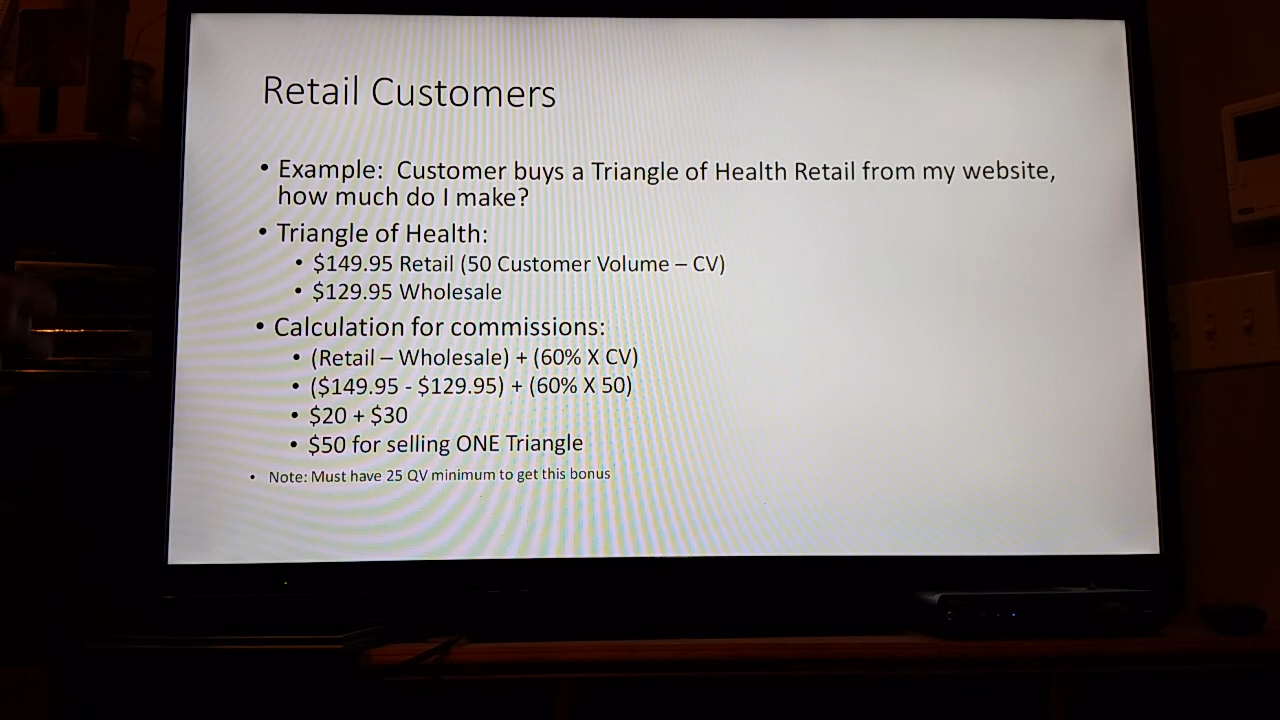 Retail Customers
• Example:  Customer buys a Triangle of Health Retail from my website,
how much do I make?
• Triangle of Health:
• $149.95 Retail (50 Customer Volume – CV)
• $129.95 Wholesale
• Calculation for commissions:
• (Retail – Wholesale) + (60% X CV)
• ($149.95 - $129.95) + (60% X 50)
• $20 + $30
• $50 for selling ONE Triangle
• Note: Must have 25 QV minimum to get this bonus